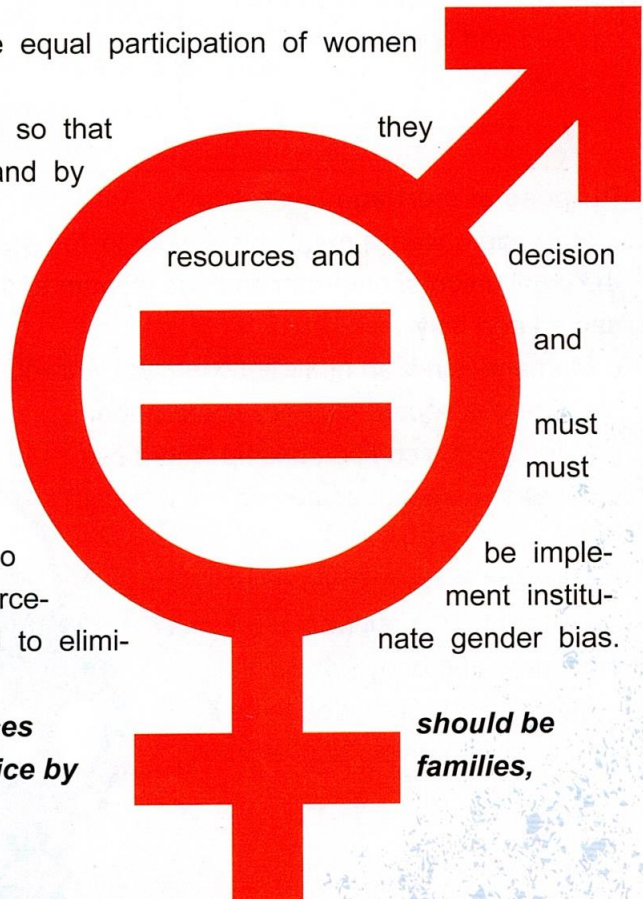 e equal participation of women
so that they
and by
resources and decision
and
must
must
o be imple-
rce- ment institu-
to elimi- nate gender bias.
es should be
ice by families,